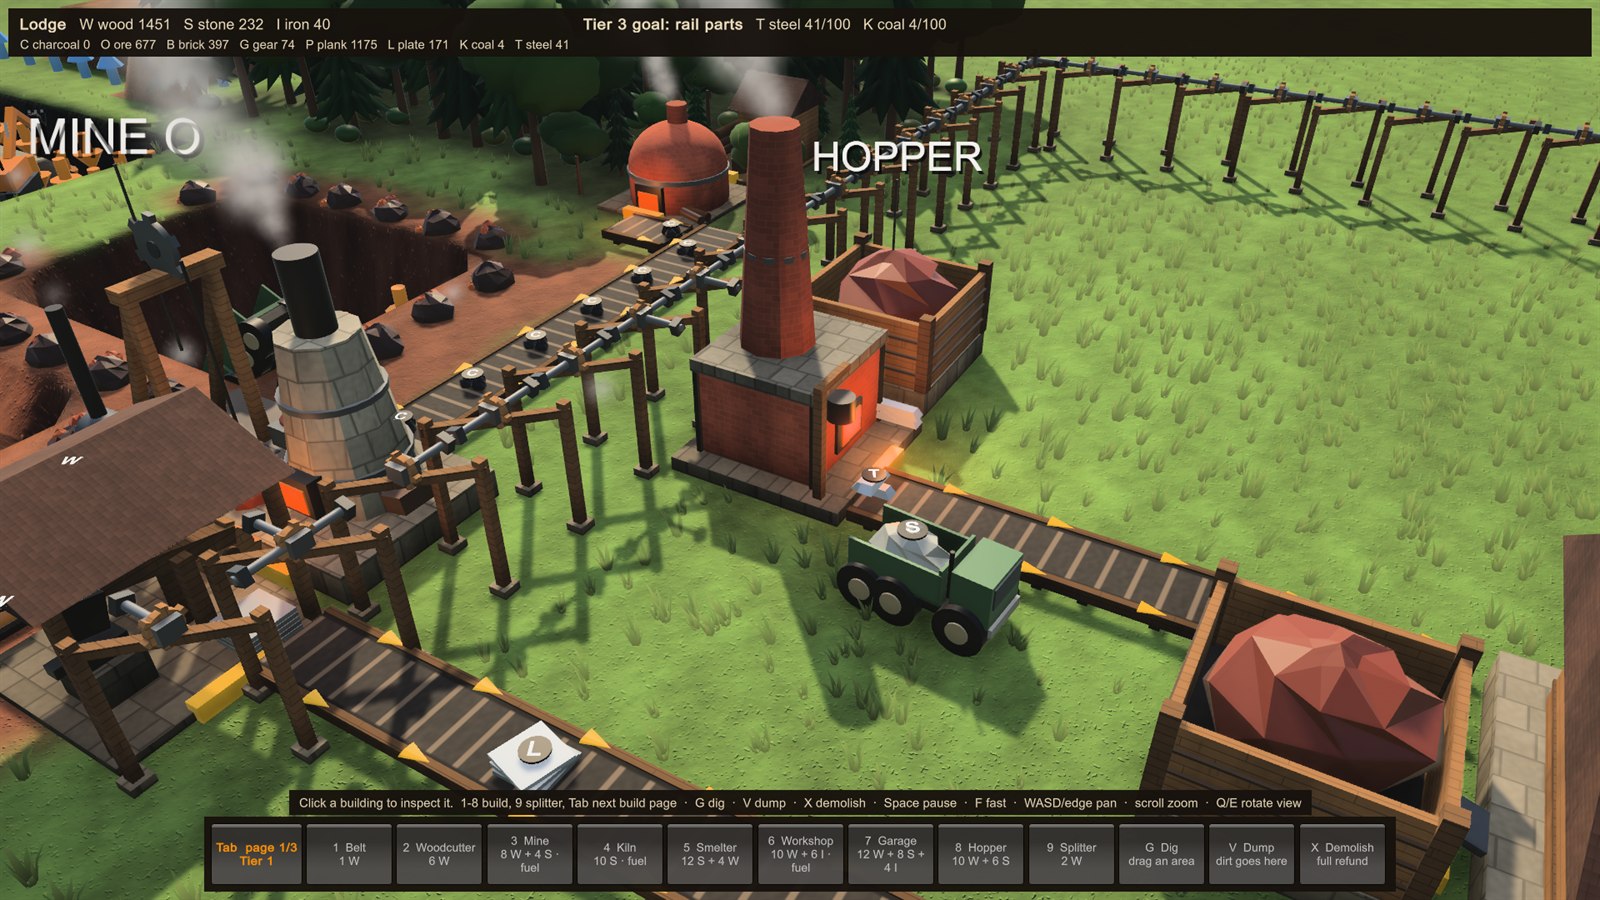 Lodge W wood 1451 S stone 232 I iron 40
Tier 3 goal: rail parts T steel 41/100 K coal 4/100
C charcoal 0 O ore 677 B brick 397 G gear 74 P plank 1175 L plate 171 K coal 4 T steel 41
MINE O
HOPPER
C
C
C
C
C
C
C
W
W
T
S
L
Click a building to inspect it. 1-8 build, 9 splitter, Tab next build page · G dig · V dump · X demolish · Space pause · F fast · WASD/edge pan · scroll zoom · Q/E rotate view
Tab page 1/3
Tier 1
1 Belt
1 W
2 Woodcutter
6 W
3 Mine
8 W + 4 S ·
fuel
4 Kiln
10 S · fuel
5 Smelter
12 S + 4 W
6 Workshop
10 W + 6 I ·
fuel
7 Garage
12 W + 8 S +
4 I
8 Hopper
10 W + 6 S
9 Splitter
2 W
G Dig
drag an area
V Dump
dirt goes here
X Demolish
full refund